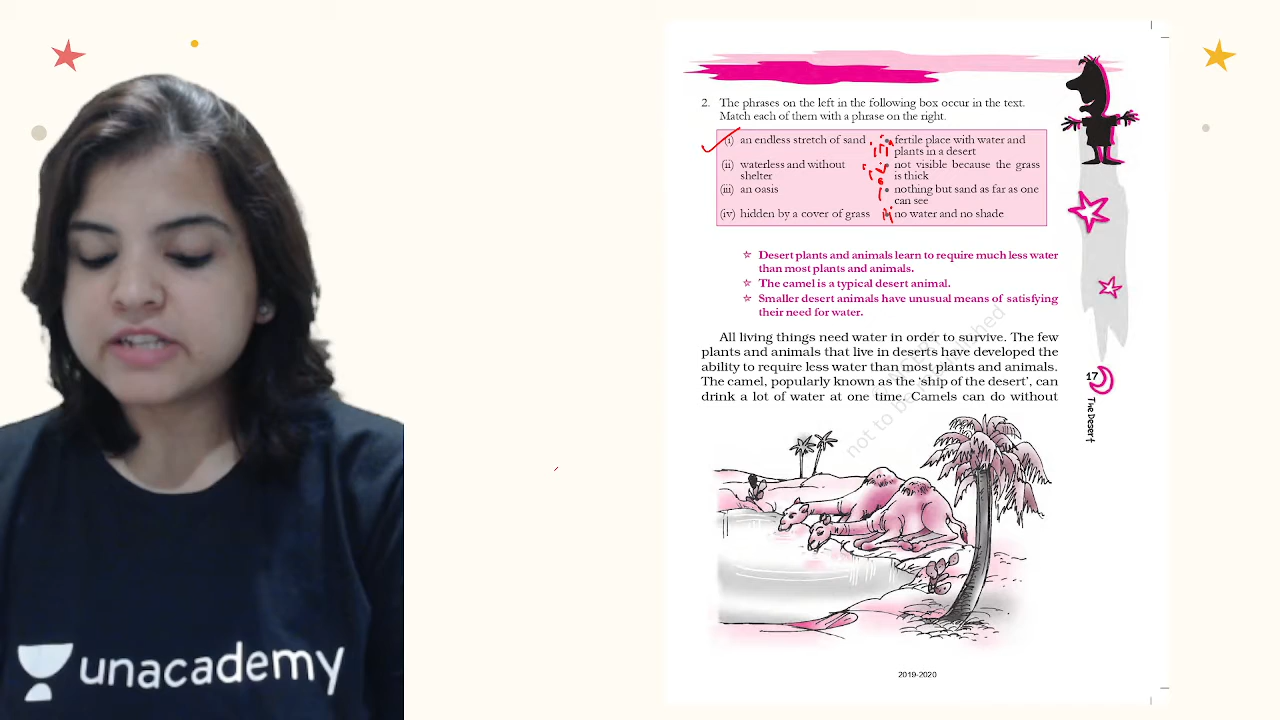 2. The phrases on the left in the following box occur in the text.
Match each of them with a phrase on the right.
(i) an endless stretch of sand
(ii) waterless and without
shelter
(iii) an oasis
(iv) hidden by a cover of grass
iii
• fertile place with water and
plants in a desert
iv
• not visible because the grass
is thick
i
• nothing but sand as far as one
can see
ii
no water and no shade
☆ Desert plants and animals learn to require much less water
than most plants and animals.
☆ The camel is a typical desert animal.
☆ Smaller desert animals have unusual means of satisfying
their need for water.
All living things need water in order to survive. The few
plants and animals that live in deserts have developed the
ability to require less water than most plants and animals.
The camel, popularly known as the ‘ship of the desert’, can
drink a lot of water at one time. Camels can do without
17
The Desert
2019-2020
unacademy